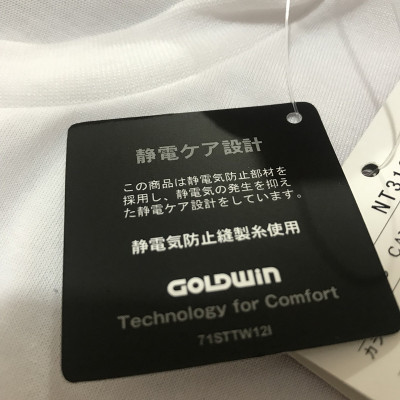 静電ケア設計
この商品は静電気防止部材を
採用し、静電気の発生を抑え
た静電ケア設計をしています。
静電気防止縫製糸使用
GOLDWIN
Technology for Comfort
71STTW12I
NT31